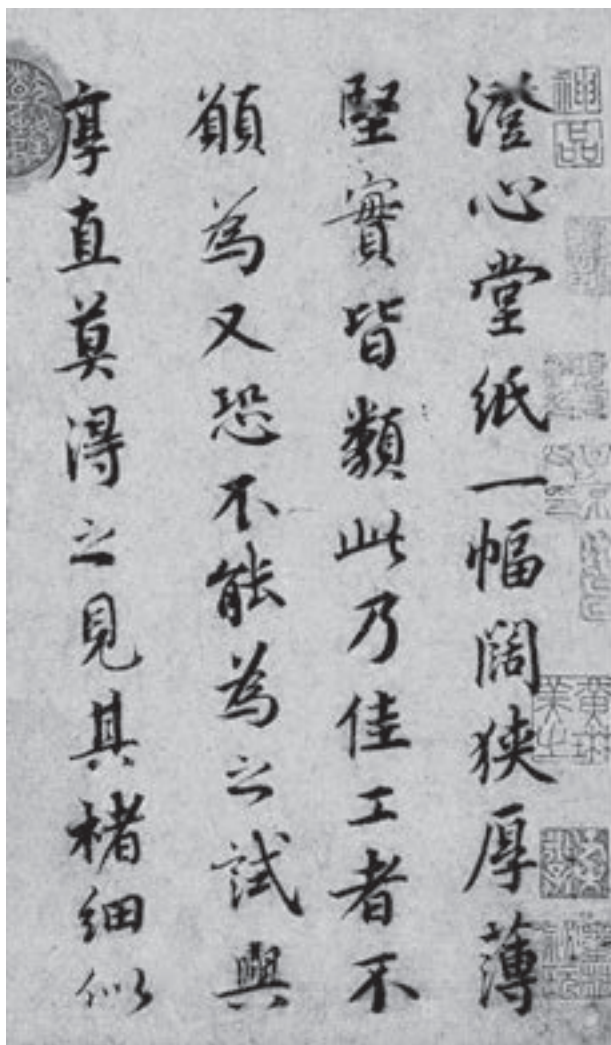 澄心堂紙一幅闊狹厚薄
堅實皆類此乃佳工者不
願為又恐不能為之試與
厚直莫得之見其楮細似
神品